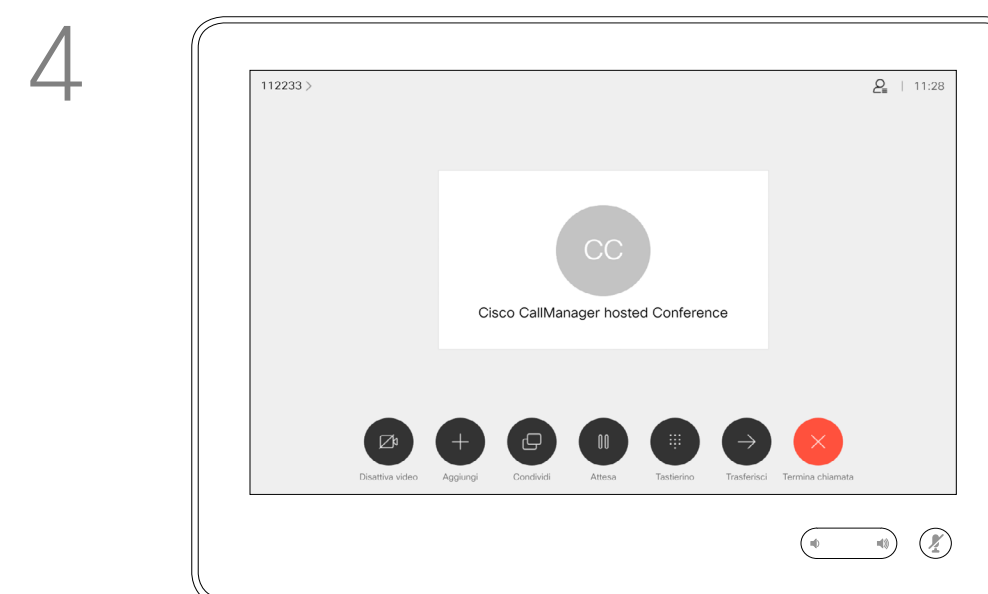 4
112233 >
| 11:28
CC
Cisco CallManager hosted Conference
Disattiva video Aggiungi Condividi Attesa Tastierino Trasferisci Termina chiamata